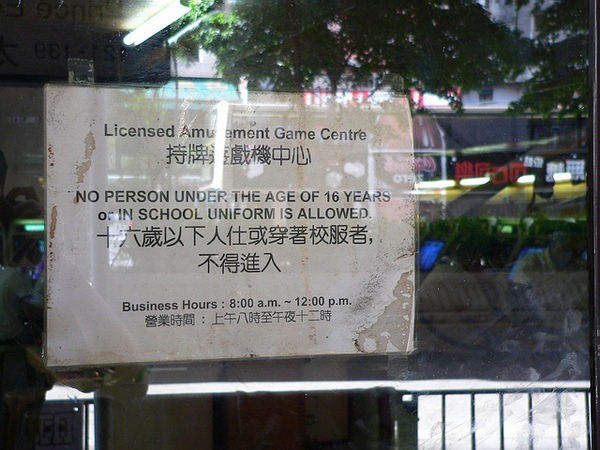 Licensed Amusement Game Centre
持牌遊戲機中心
NO PERSON UNDER THE AGE OF 16 YEARS
or IN SCHOOL UNIFORM IS ALLOWED.
十六歲以下人仕或穿著校服者,
不得進入
Business Hours : 8:00 a.m. ~ 12:00 p.m.
營業時間 : 上午八時至午夜十二時